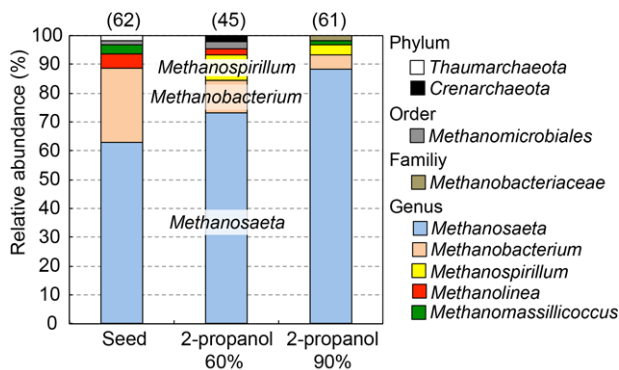 (62) (45) (61)
Relative abundance (%)
100
90
80
70
60
50
40
30
20
10
0
Methanospirillum
Methanobacterium
Methanosaeta
Seed
2-propanol
60%
2-propanol
90%
Phylum
Thaumarchaeota
Crenarchaeota
Order
Methanomicrobiales
Familiy
Methanobacteriaceae
Genus
Methanosaeta
Methanobacterium
Methanospirillum
Methanolinea
Methanomassillicoccus